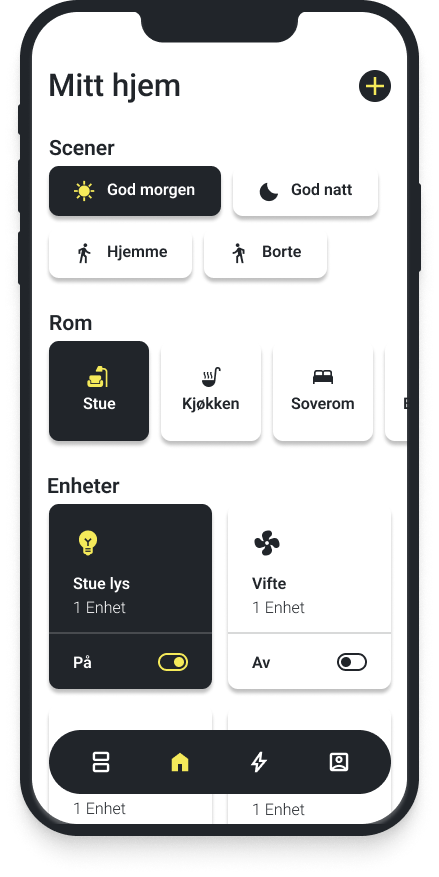 Mitt hjem
Scener
God morgen
God natt
Hjemme
Borte
Rom
Stue
Kjøkken
Soverom
Enheter
Stue lys
1 Enhet
Vifte
1 Enhet
På
Av
1 Enhet
1 Enhet